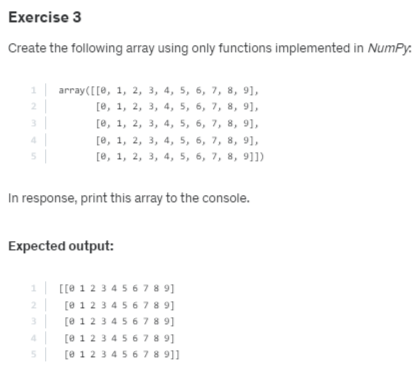 Exercise 3
Create the following array using only functions implemented in NumPy:
1 array([[0, 1, 2, 3, 4, 5, 6, 7, 8, 9],
2 [0, 1, 2, 3, 4, 5, 6, 7, 8, 9],
3 [0, 1, 2, 3, 4, 5, 6, 7, 8, 9],
4 [0, 1, 2, 3, 4, 5, 6, 7, 8, 9],
5 [0, 1, 2, 3, 4, 5, 6, 7, 8, 9]])
In response, print this array to the console.
Expected output:
1 [[0 1 2 3 4 5 6 7 8 9]
2 [0 1 2 3 4 5 6 7 8 9]
3 [0 1 2 3 4 5 6 7 8 9]
4 [0 1 2 3 4 5 6 7 8 9]
5 [0 1 2 3 4 5 6 7 8 9]]